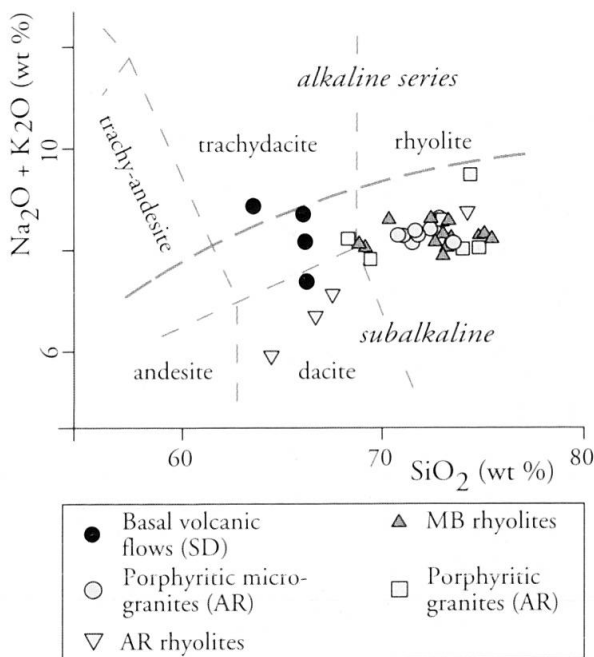 Na2O + K2O (wt %)
10
6
alkaline series
trachydacite
rhyolite
trachy-andesite
subalkaline
andesite
dacite
60
70
80
SiO2 (wt %)
Basal volcanic
flows (SD)
Porphyritic micro-
granites (AR)
AR rhyolites
MB rhyolites
Porphyritic
granites (AR)